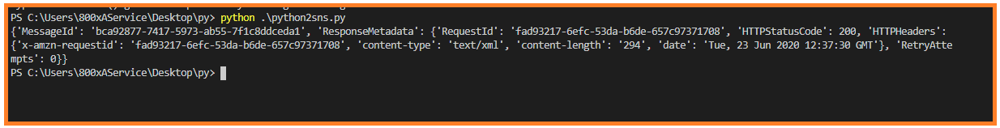 PS C:\Users\800xAService\Desktop\py> python .\python2sns.py
{'MessageId': 'bca92877-7417-5973-ab55-7f1c8ddceda1', 'ResponseMetadata': {'RequestId': 'fad93217-6efc-53da-b6de-657c97371708', 'HTTPStatusCode': 200, 'HTTPHeaders':
{'x-amzn-requestid': 'fad93217-6efc-53da-b6de-657c97371708', 'content-type': 'text/xml', 'content-length': '294', 'date': 'Tue, 23 Jun 2020 12:37:30 GMT'}, 'RetryAtte
mpts': 0}}
PS C:\Users\800xAService\Desktop\py>